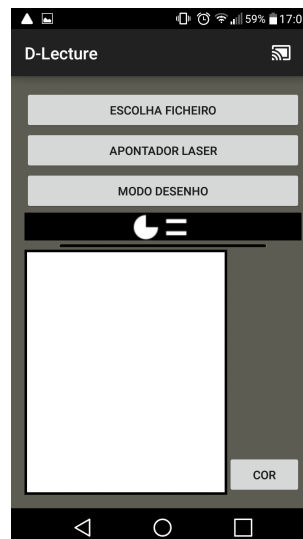 59% 17:0
D-Lecture
ESCOLHA FICHEIRO
APONTADOR LASER
MODO DESENHO
COR